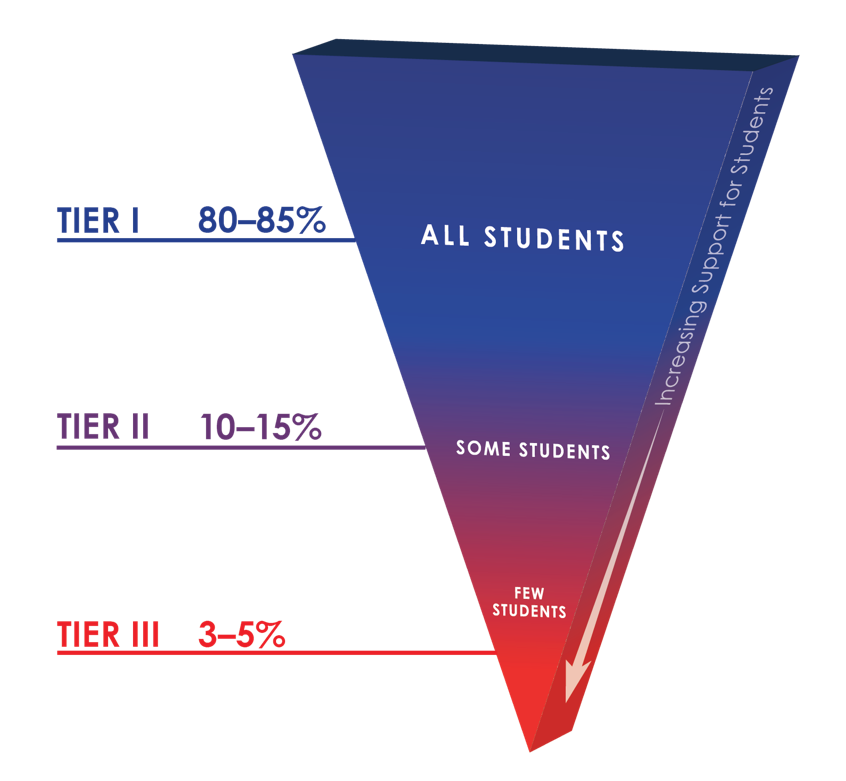 TIER I 80–85%
ALL STUDENTS
Increasing Support for Students
TIER II 10–15%
SOME STUDENTS
FEW
STUDENTS
TIER III 3–5%